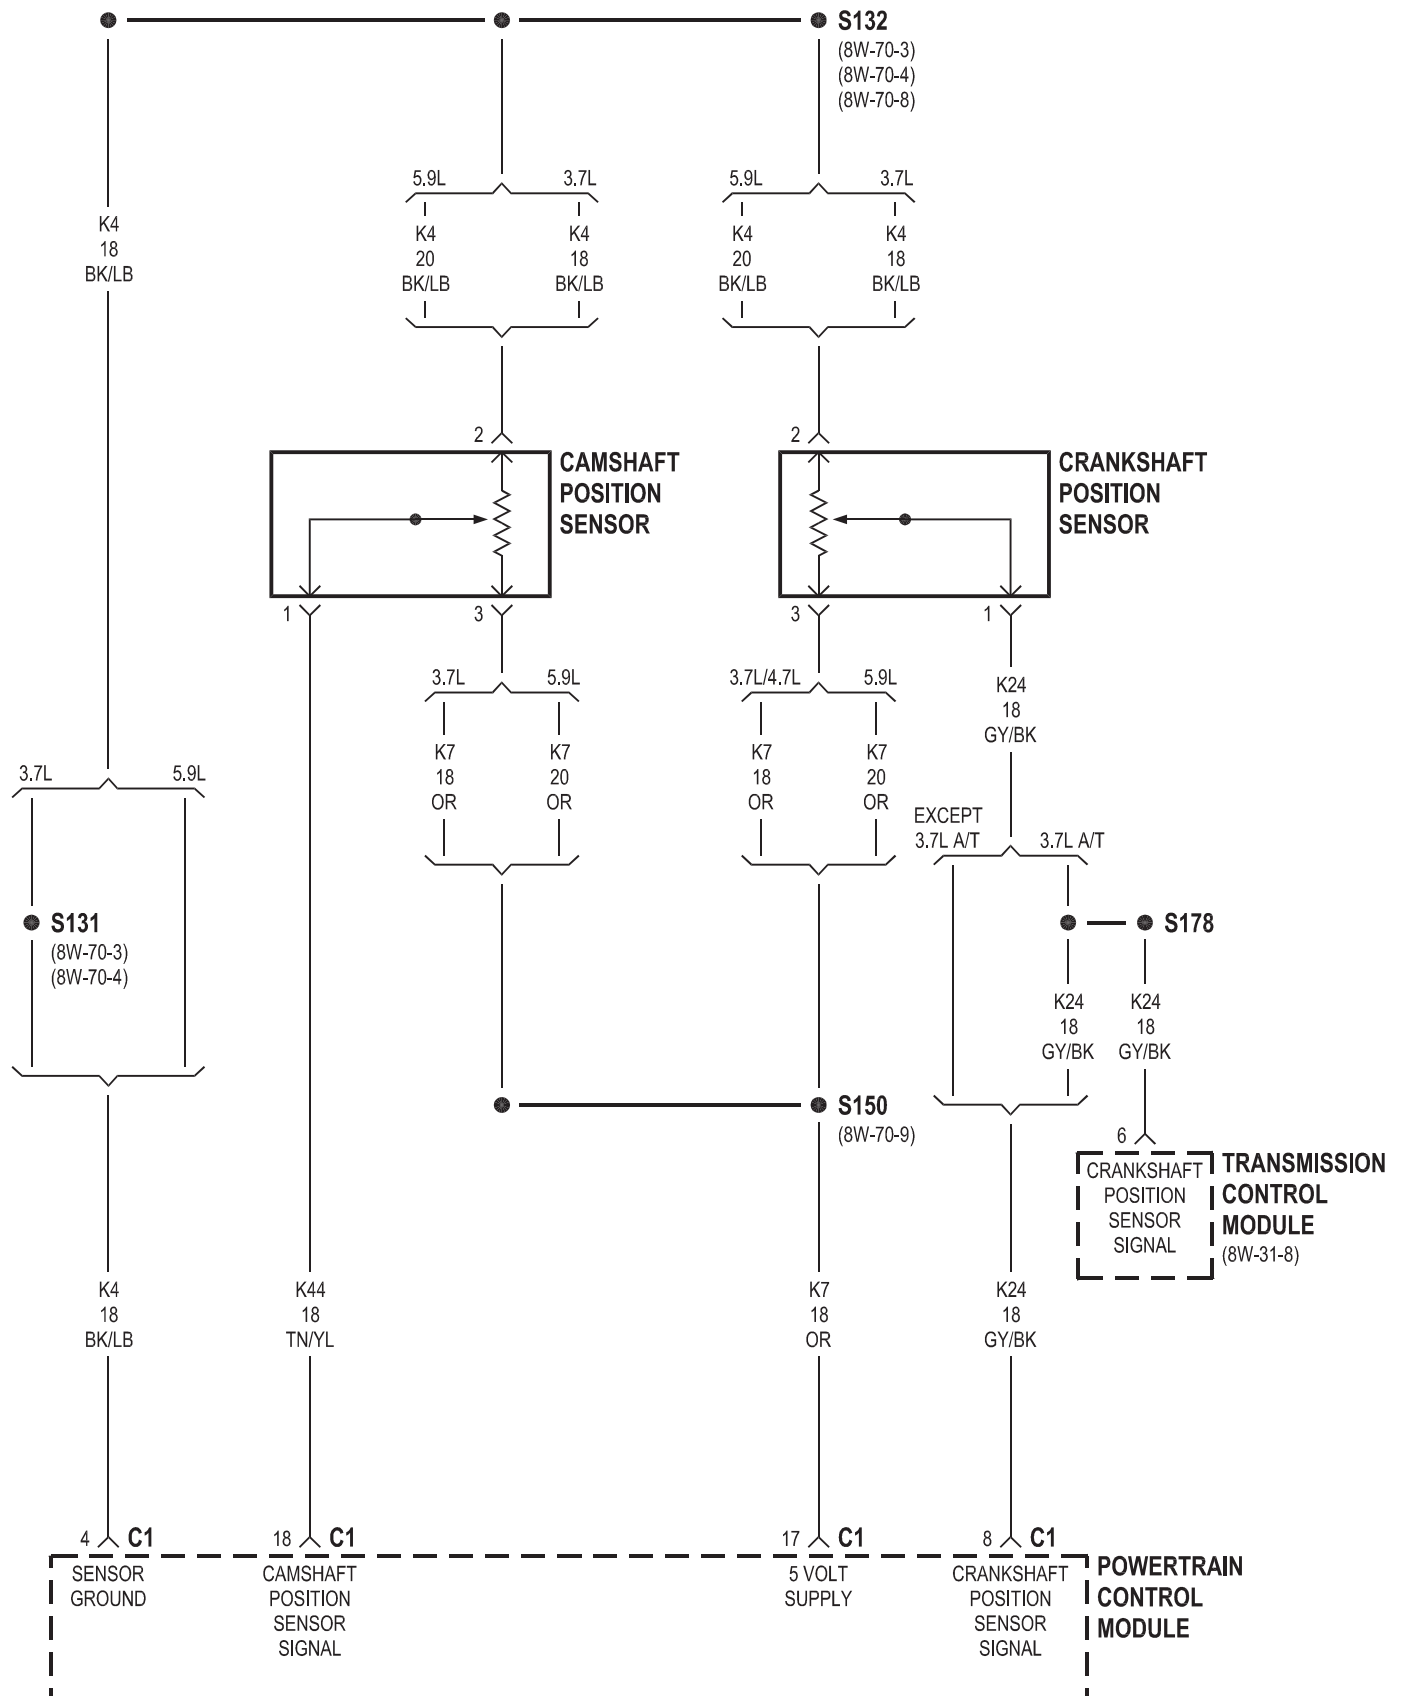 S132
(8W-70-3)
(8W-70-4)
(8W-70-8)
5.9L 3.7L 5.9L 3.7L
K4
18
BK/LB
K4
20
BK/LB
K4
18
BK/LB
K4
20
BK/LB
K4
18
BK/LB
2
2
CAMSHAFT
POSITION
SENSOR
CRANKSHAFT
POSITION
SENSOR
1
3
3
1
3.7L 5.9L
3.7L/4.7L 5.9L
K24
18
GY/BK
K7
18
OR
K7
20
OR
K7
18
OR
K7
20
OR
3.7L 5.9L
EXCEPT
3.7L A/T
3.7L A/T
S131
(8W-70-3)
(8W-70-4)
S178
K24
18
GY/BK
K24
18
GY/BK
S150
(8W-70-9)
6
CRANKSHAFT
POSITION
SENSOR
SIGNAL
TRANSMISSION
CONTROL
MODULE
(8W-31-8)
K4
18
BK/LB
K44
18
TN/YL
K7
18
OR
K24
18
GY/BK
4 C1
18 C1
17 C1
8 C1
SENSOR
GROUND
CAMSHAFT
POSITION
SENSOR
SIGNAL
5 VOLT
SUPPLY
CRANKSHAFT
POSITION
SENSOR
SIGNAL
POWERTRAIN
CONTROL
MODULE